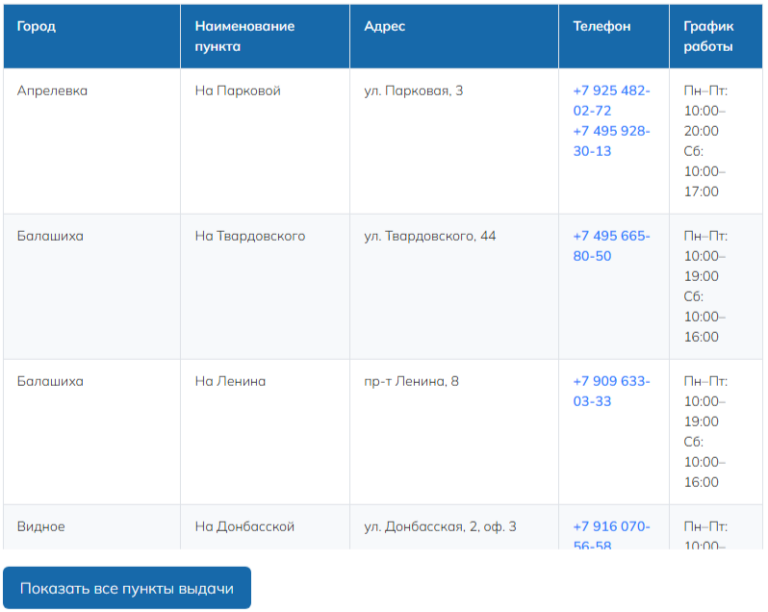 Город
Наименование
пункта
Адрес
Телефон
График
работы
Апрелевка
На Парковой
ул. Парковая, 3
+7 925 482-
02-72
+7 495 928-
30-13
Пн–Пт:
10:00–
20:00
Сб:
10:00–
17:00
Балашиха
На Твардовского
ул. Твардовского, 44
+7 495 665-
80-50
Пн–Пт:
10:00–
19:00
Сб:
10:00–
16:00
Балашиха
На Ленина
пр-т Ленина, 8
+7 909 633-
03-33
Пн–Пт:
10:00–
19:00
Сб:
10:00–
16:00
Видное
На Донбасской
ул. Донбасская, 2, оф. 3
+7 916 070-
56-58
Пн–Пт:
10:00–
Показать все пункты выдачи